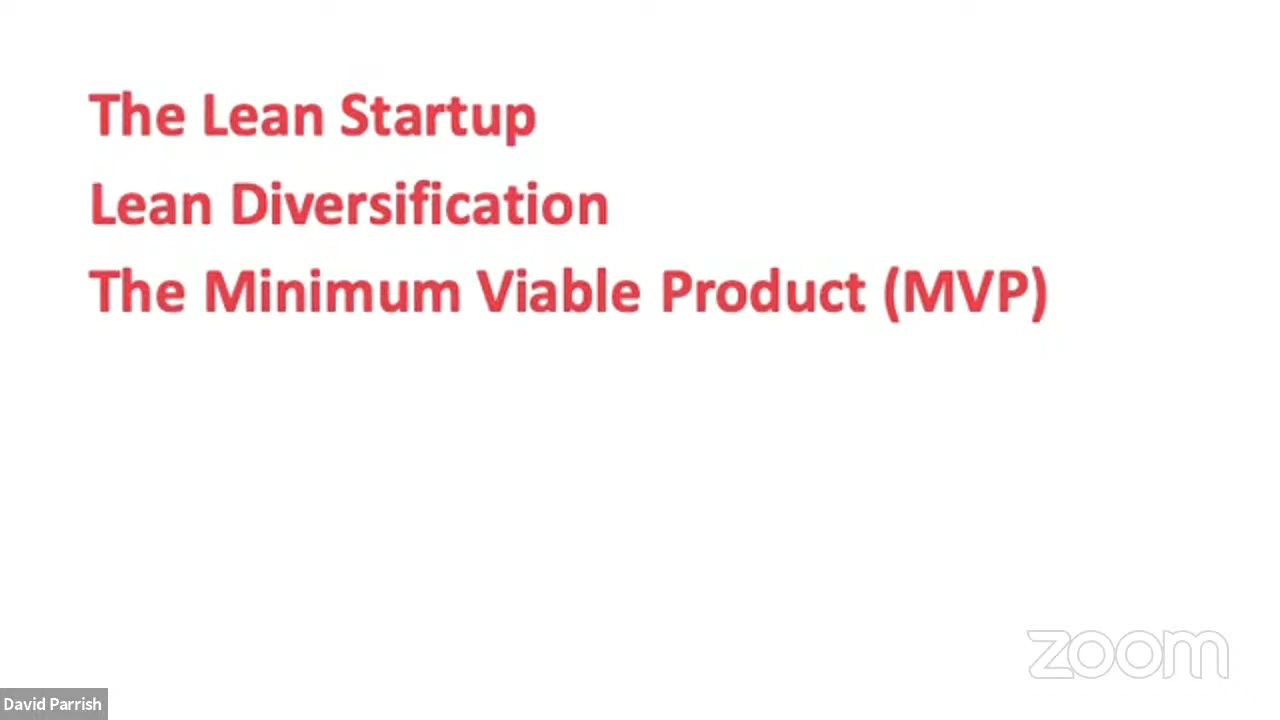 The Lean Startup
Lean Diversification
The Minimum Viable Product (MVP)
zoom
David Parrish